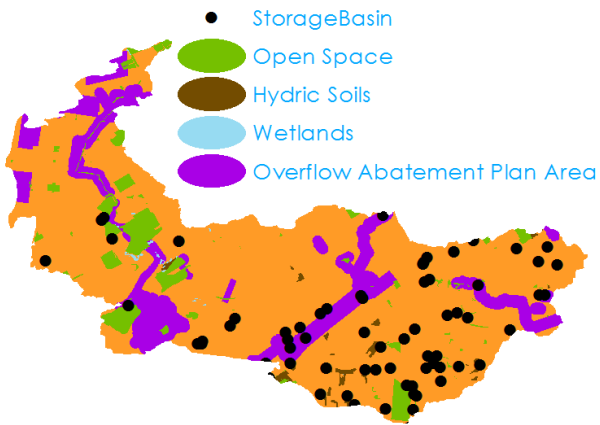 StorageBasin
Open Space
Hydric Soils
Wetlands
Overflow Abatement Plan Area